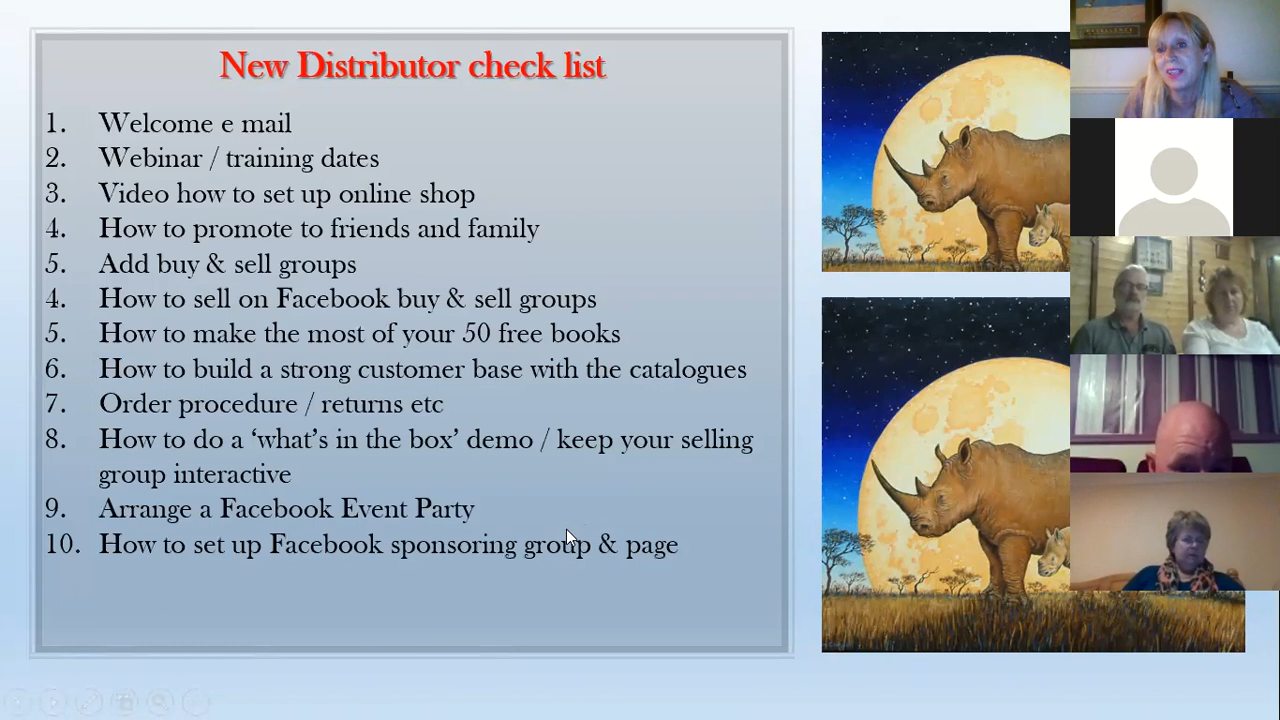 New Distributor check list
1. Welcome e mail
2. Webinar / training dates
3. Video how to set up online shop
4. How to promote to friends and family
5. Add buy & sell groups
4. How to sell on Facebook buy & sell groups
5. How to make the most of your 50 free books
6. How to build a strong customer base with the catalogues
7. Order procedure / returns etc
8. How to do a ‘what’s in the box’ demo / keep your selling
group interactive
9. Arrange a Facebook Event Party
10. How to set up Facebook sponsoring group & page